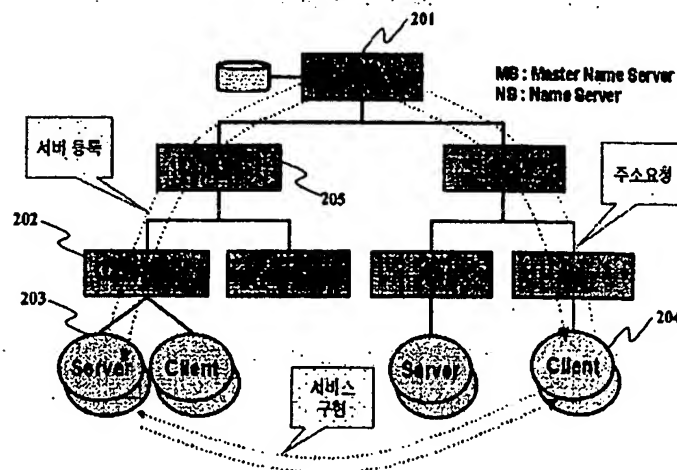 201
MS : Master Name Server
NS : Name Server
서버 등록
205
주소요청
202
203
204
Server
Client
Server
Client
서비스
구현